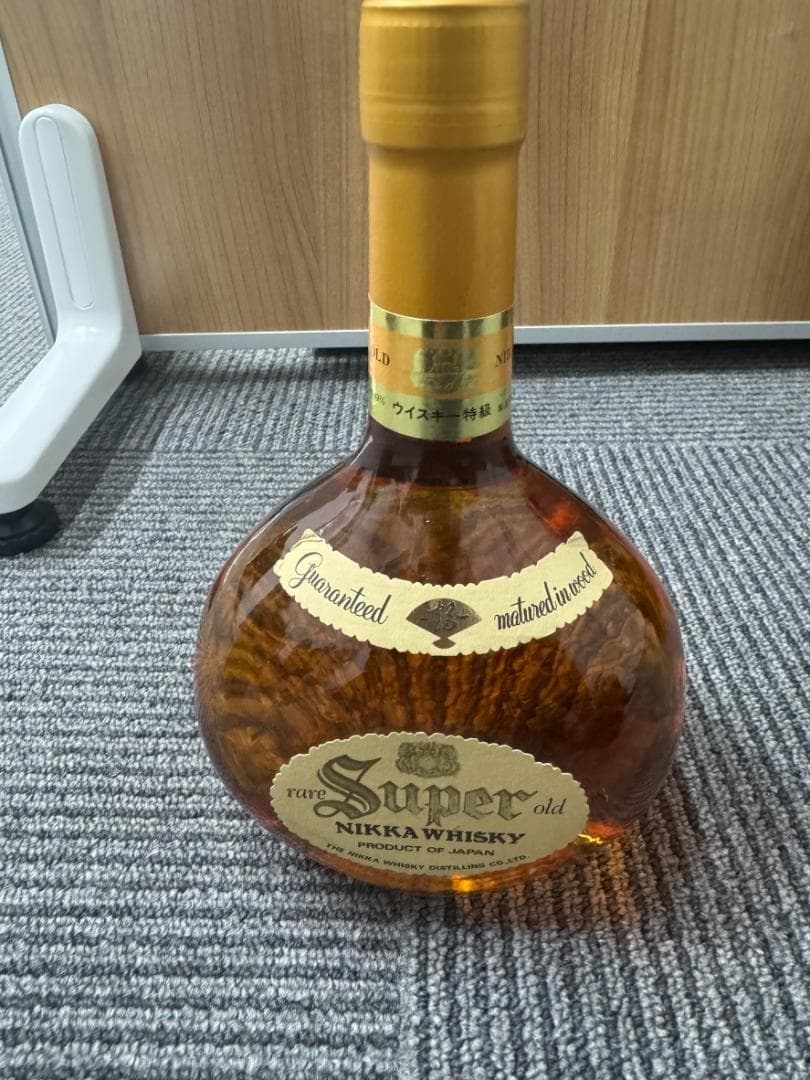 OLD
ウイスキー特級
Guaranteed matured in wood
rare Super old
NIKKA WHISKY
PRODUCT OF JAPAN
THE NIKKA WHISKY DISTILLING CO.,LTD.